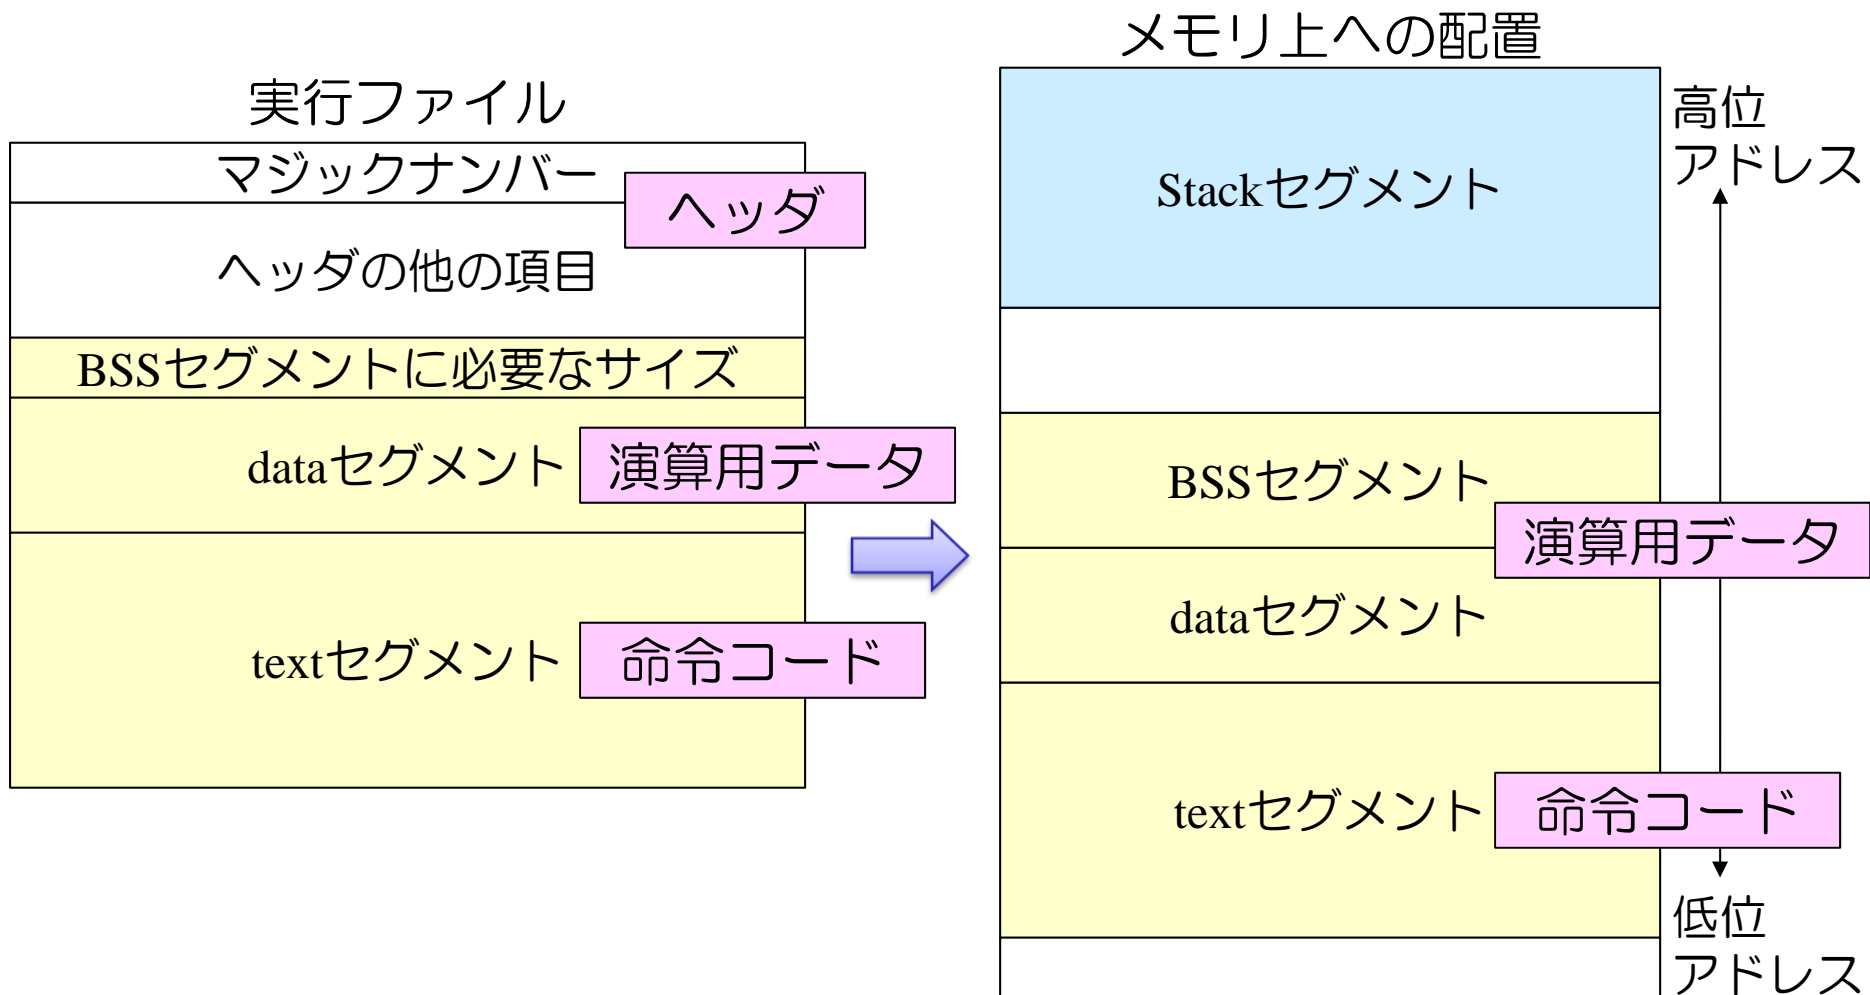 実行ファイル
マジックナンバー
ヘッダ
ヘッダの他の項目
BSSセグメントに必要なサイズ
dataセグメント
演算用データ
textセグメント
命令コード
メモリ上への配置
高位
アドレス
Stackセグメント
BSSセグメント
演算用データ
dataセグメント
textセグメント
命令コード
低位
アドレス